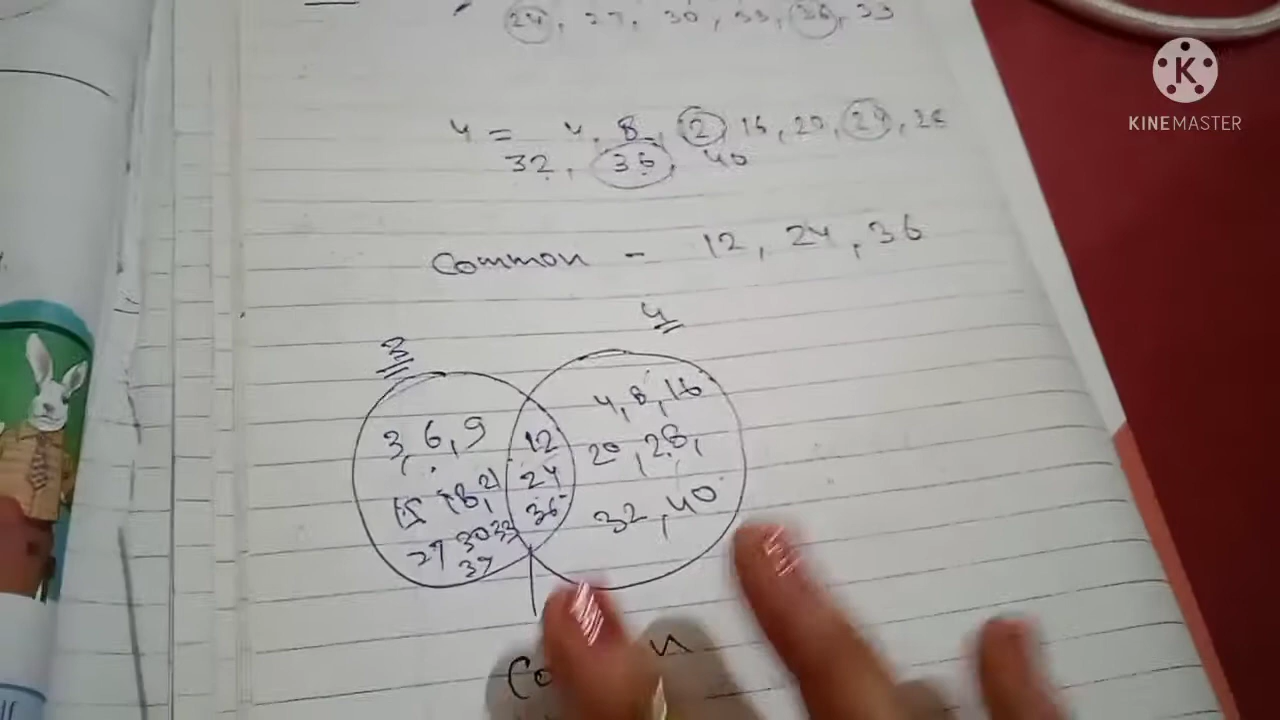 24, 27, 30, 33, 36, 33
4 = 4, 8, 12, 16, 20, 24, 28
32, 36, 40
Common - 12, 24, 36
3
4
3, 6, 9
15 18, 21
27 30 33
37
12
24
36
4, 8, 16
20, 28,
32, 40
K
KINEMASTER